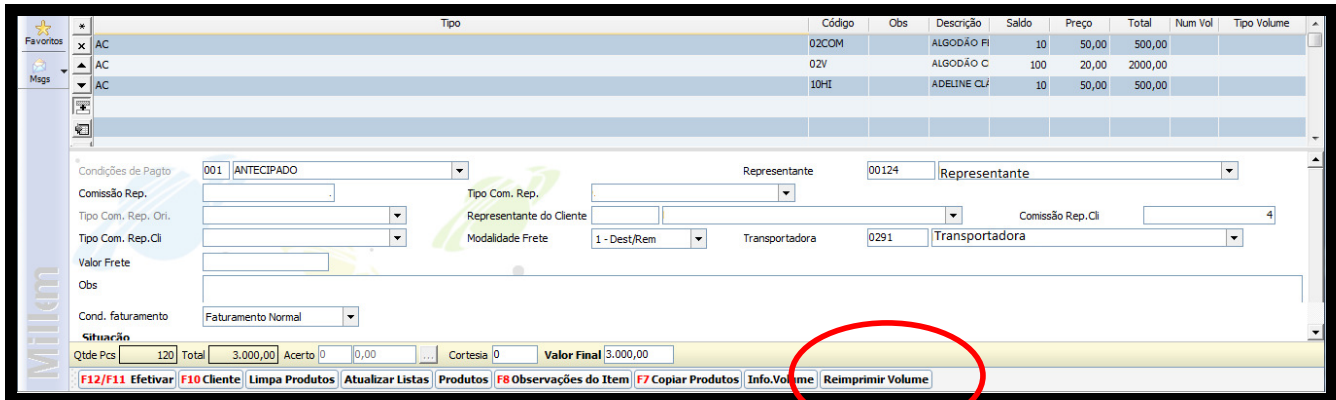 Favoritos
Msgs
Millem
* Tipo Código Obs Descrição Saldo Preço Total Num Vol Tipo Volume
x AC 02COM ALGODÃO FI 10 50,00 500,00
AC 02V ALGODÃO C 100 20,00 2000,00
AC 10HI ADELINE CLÁ 10 50,00 500,00
Condições de Pagto 001 ANTECIPADO Representante 00124 Representante
Comissão Rep. . Tipo Com. Rep.
Tipo Com. Rep. Ori. Representante do Cliente Comissão Rep.Cli 4
Tipo Com. Rep.Cli Modalidade Frete 1 - Dest/Rem Transportadora 0291 Transportadora
Valor Frete
Obs
Cond. faturamento Faturamento Normal
Situação
Qtde Pcs 120 Total 3.000,00 Acerto 0 0,00 ... Cortesia 0 Valor Final 3.000,00
F12/F11 Efetivar F10 Cliente Limpa Produtos Atualizar Listas Produtos F8 Observações do Item F7 Copiar Produtos Info.Volume Reimprimir Volume